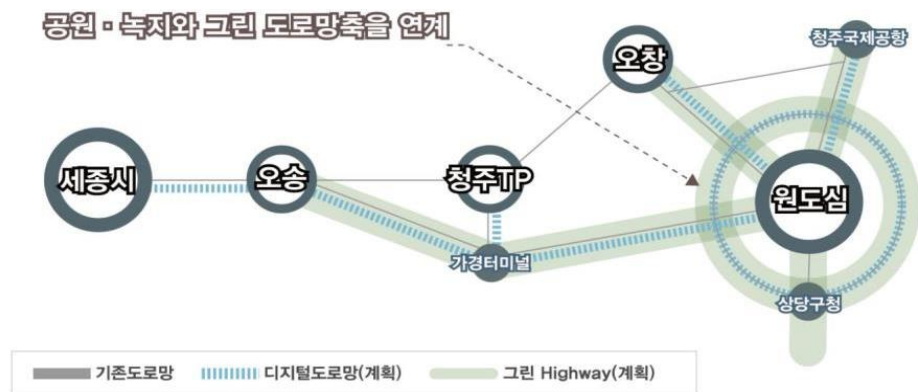 공원·녹지와 그린 도로망축을 연계
청주국제공항
오창
세종시
오송
청주TP
원도심
가경터미널
상당구청
기존도로망
디지털도로망(계획)
그린 Highway(계획)